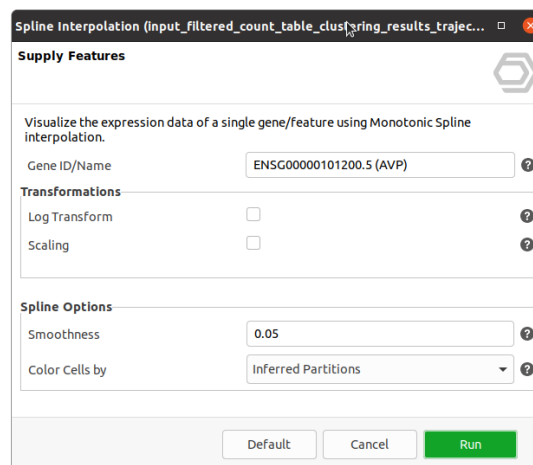 Spline Interpolation (input_filtered_count_table_clustering_results_trajec...
Supply Features
Visualize the expression data of a single gene/feature using Monotonic Spline
interpolation.
Gene ID/Name ENSG00000101200.5 (AVP)
Transformations
Log Transform
Scaling
Spline Options
Smoothness 0.05
Color Cells by Inferred Partitions
Default Cancel Run